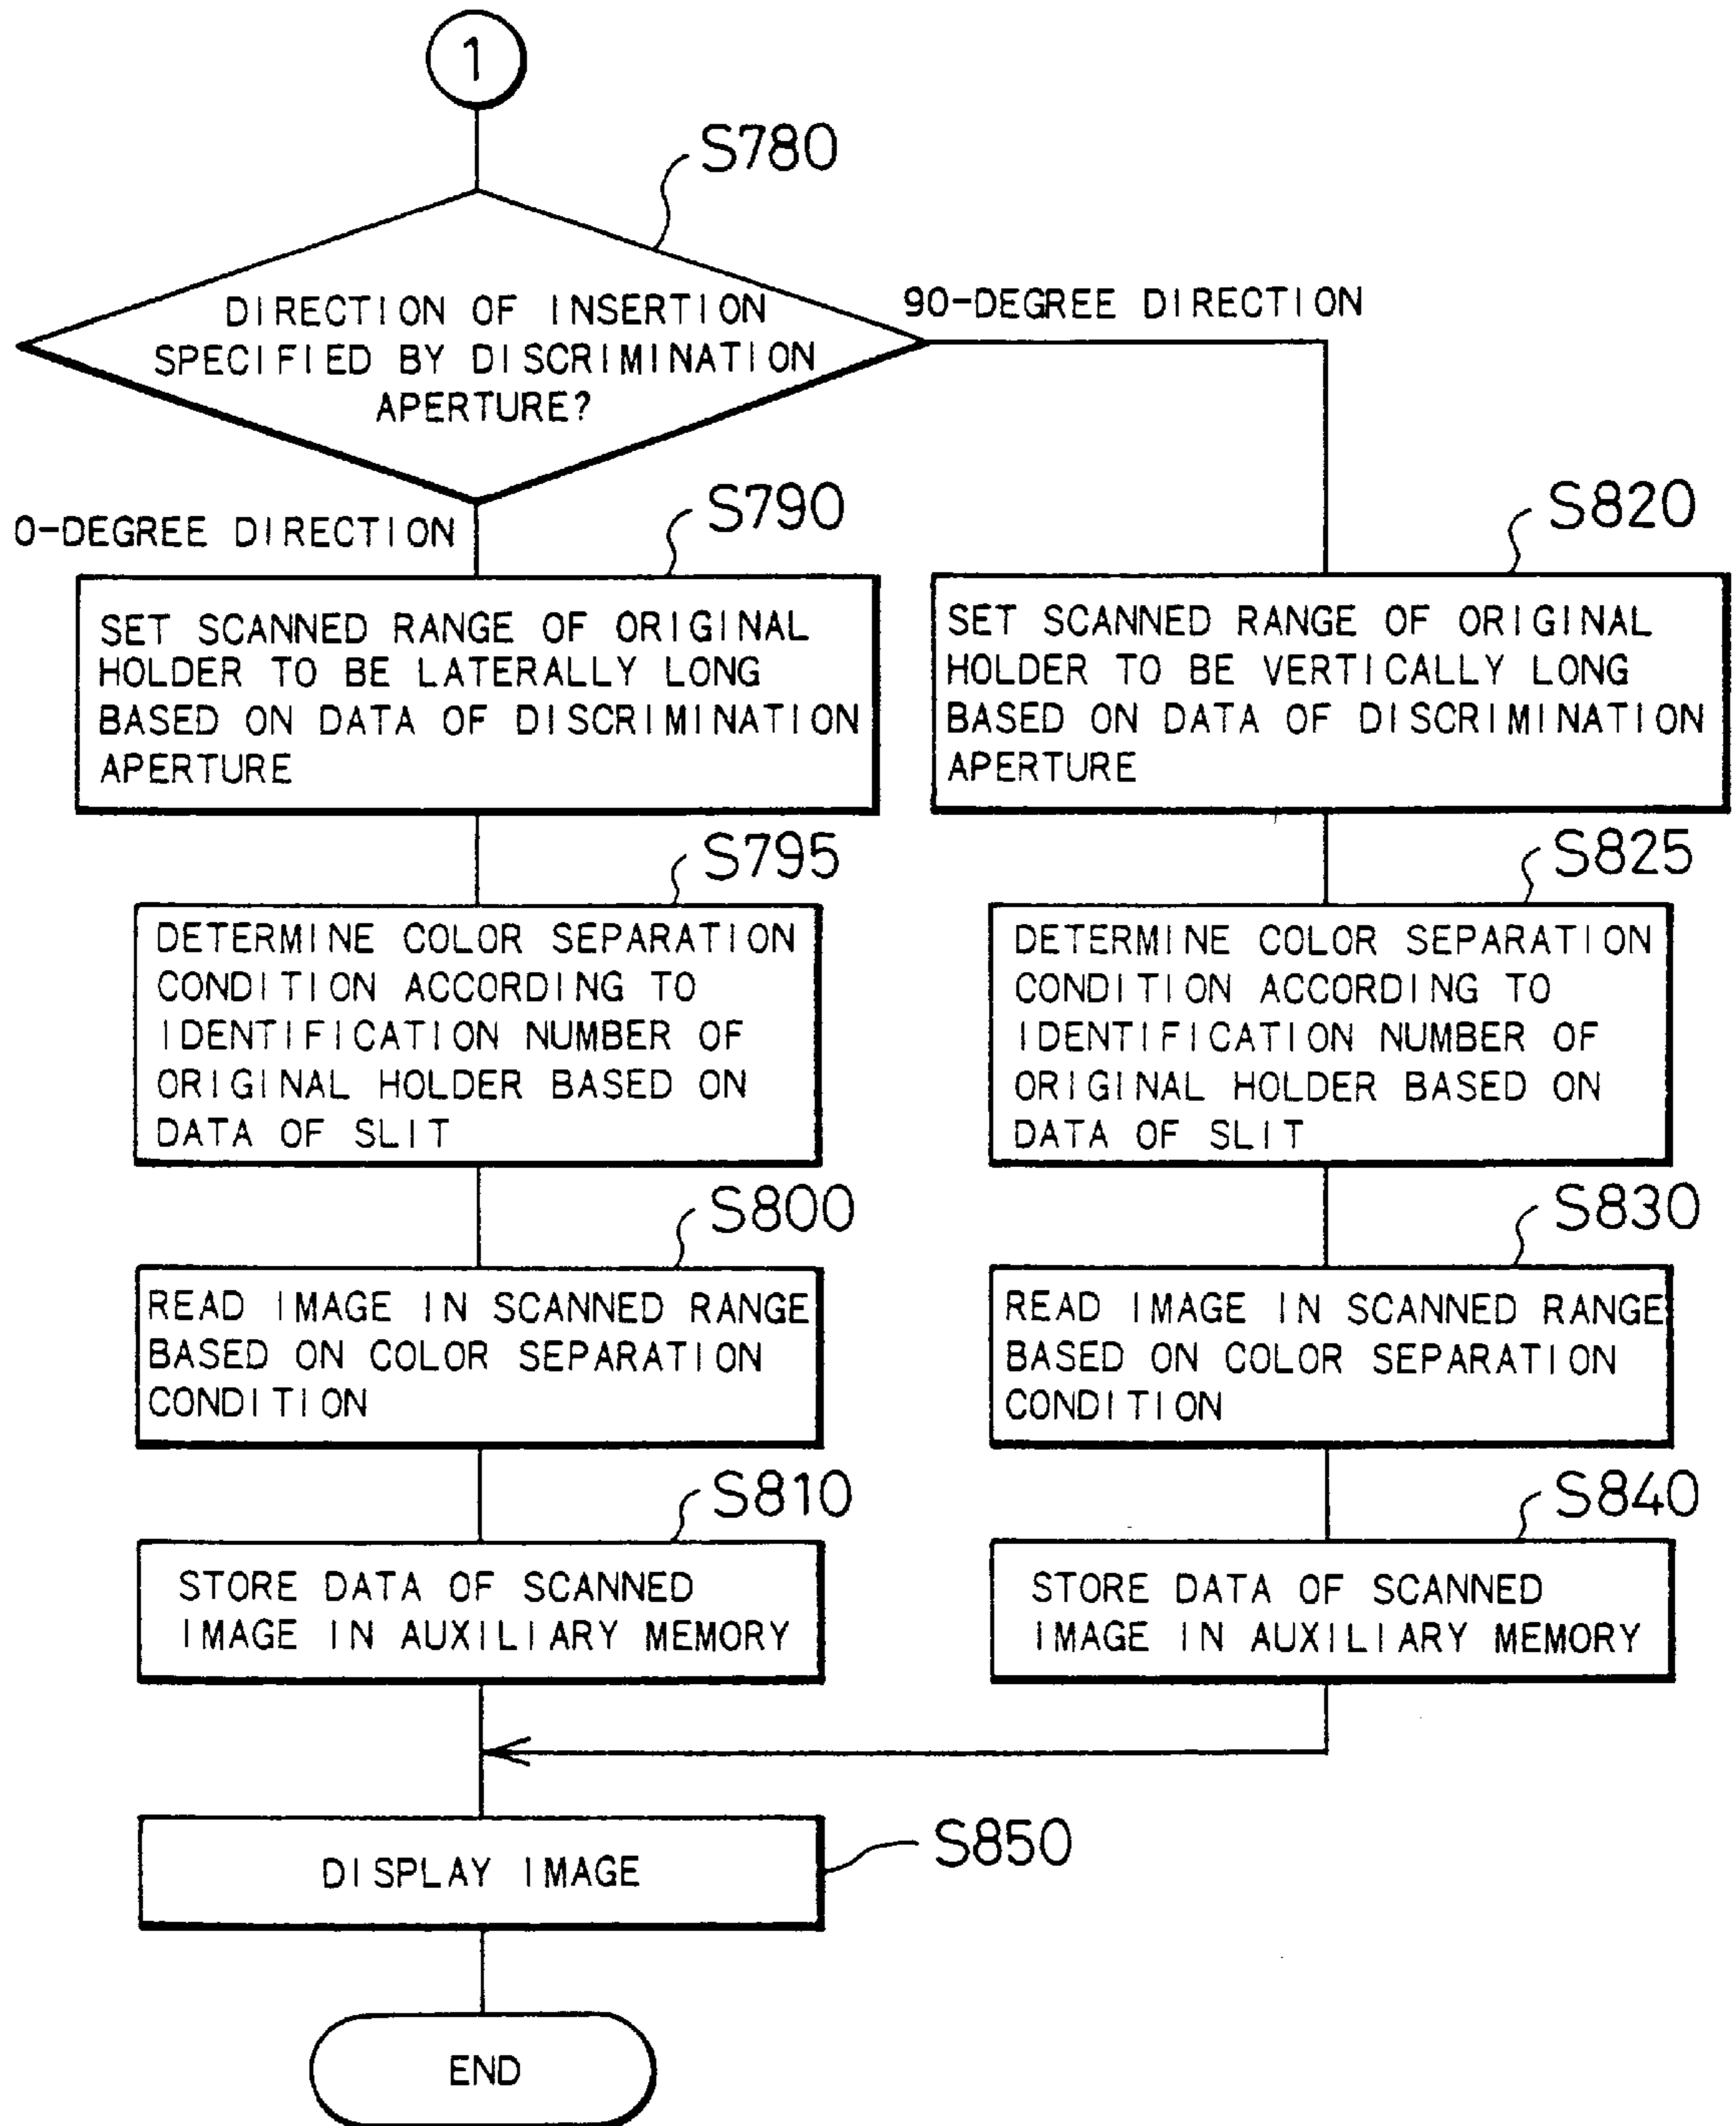 1
S780
DIRECTION OF INSERTION
SPECIFIED BY DISCRIMINATION
APERTURE?
90-DEGREE DIRECTION
0-DEGREE DIRECTION
S790
SET SCANNED RANGE OF ORIGINAL
HOLDER TO BE LATERALLY LONG
BASED ON DATA OF DISCRIMINATION
APERTURE
S820
SET SCANNED RANGE OF ORIGINAL
HOLDER TO BE VERTICALLY LONG
BASED ON DATA OF DISCRIMINATION
APERTURE
S795
DETERMINE COLOR SEPARATION
CONDITION ACCORDING TO
IDENTIFICATION NUMBER OF
ORIGINAL HOLDER BASED ON
DATA OF SLIT
S825
DETERMINE COLOR SEPARATION
CONDITION ACCORDING TO
IDENTIFICATION NUMBER OF
ORIGINAL HOLDER BASED ON
DATA OF SLIT
S800
READ IMAGE IN SCANNED RANGE
BASED ON COLOR SEPARATION
CONDITION
S830
READ IMAGE IN SCANNED RANGE
BASED ON COLOR SEPARATION
CONDITION
S810
STORE DATA OF SCANNED
IMAGE IN AUXILIARY MEMORY
S840
STORE DATA OF SCANNED
IMAGE IN AUXILIARY MEMORY
S850
DISPLAY IMAGE
END